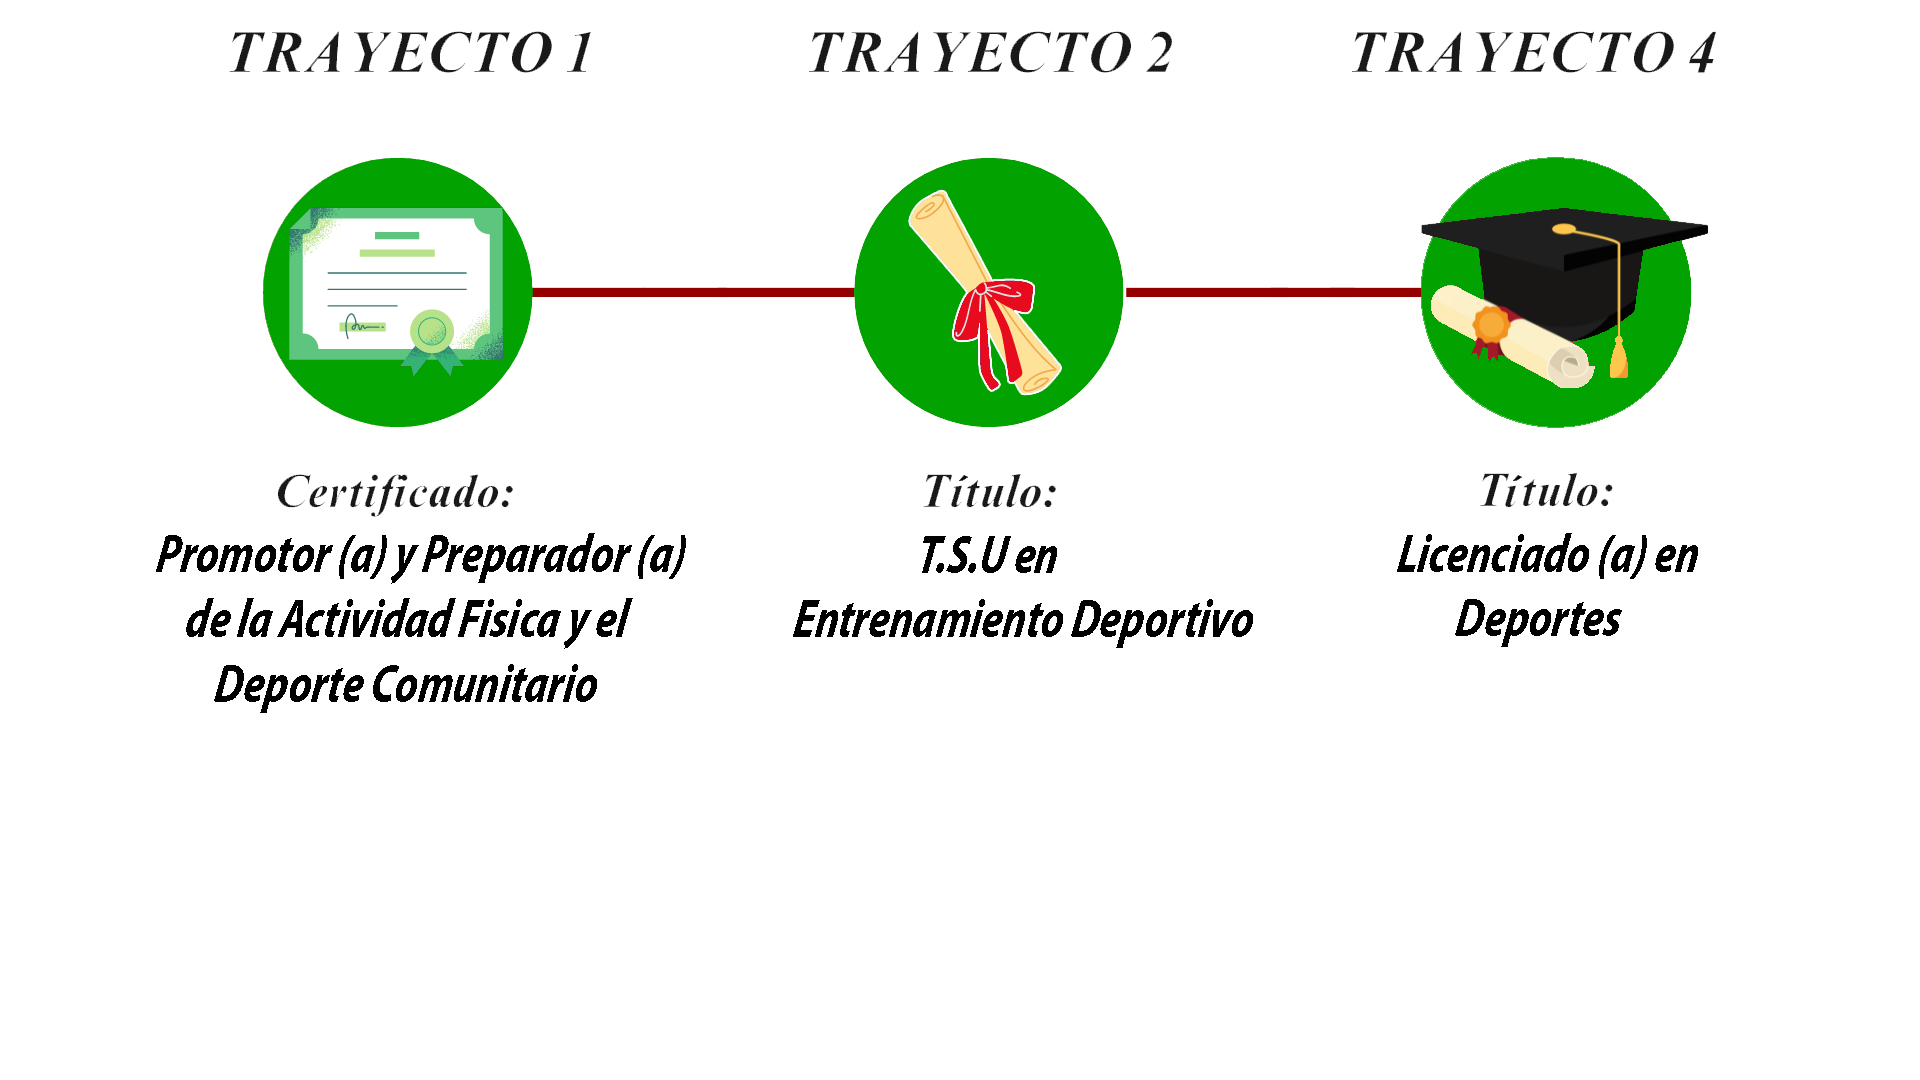 TRAYECTO 1
Certificado:
Promotor (a) y Preparador (a)
de la Actividad Fisica y el
Deporte Comunitario
TRAYECTO 2
Título:
T.S.U en
Entrenamiento Deportivo
TRAYECTO 4
Título:
Licenciado (a) en
Deportes